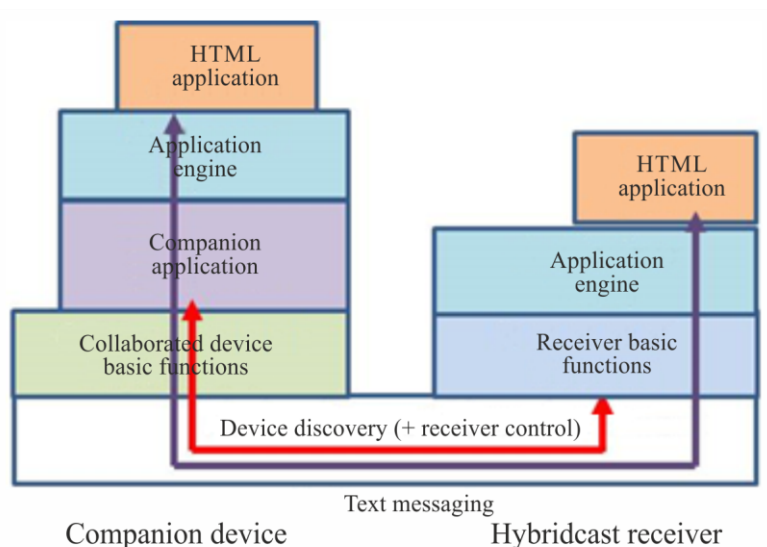 HTML
application
Application
engine
Companion
application
Collaborated device
basic functions
HTML
application
Application
engine
Receiver basic
functions
Device discovery (+ receiver control)
Text messaging
Companion device
Hybridcast receiver